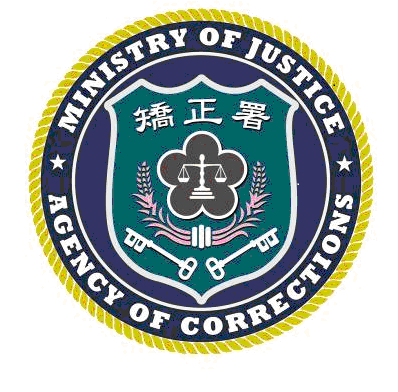 MINISTRY OF JUSTICE
矯正署
AGENCY OF CORRECTIONS